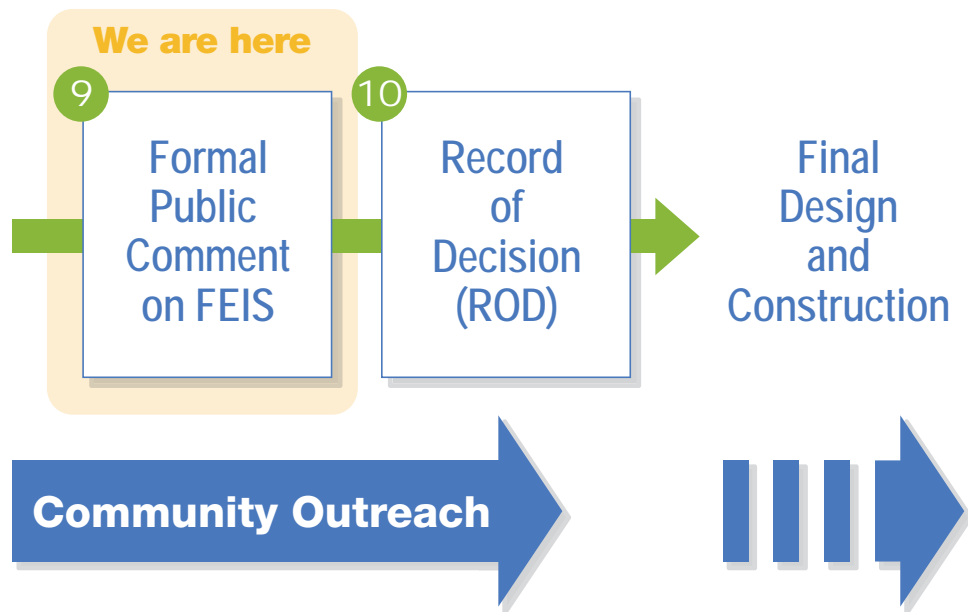 We are here
9
Formal
Public
Comment
on FEIS
10
Record
of
Decision
(ROD)
Final
Design
and
Construction
Community Outreach